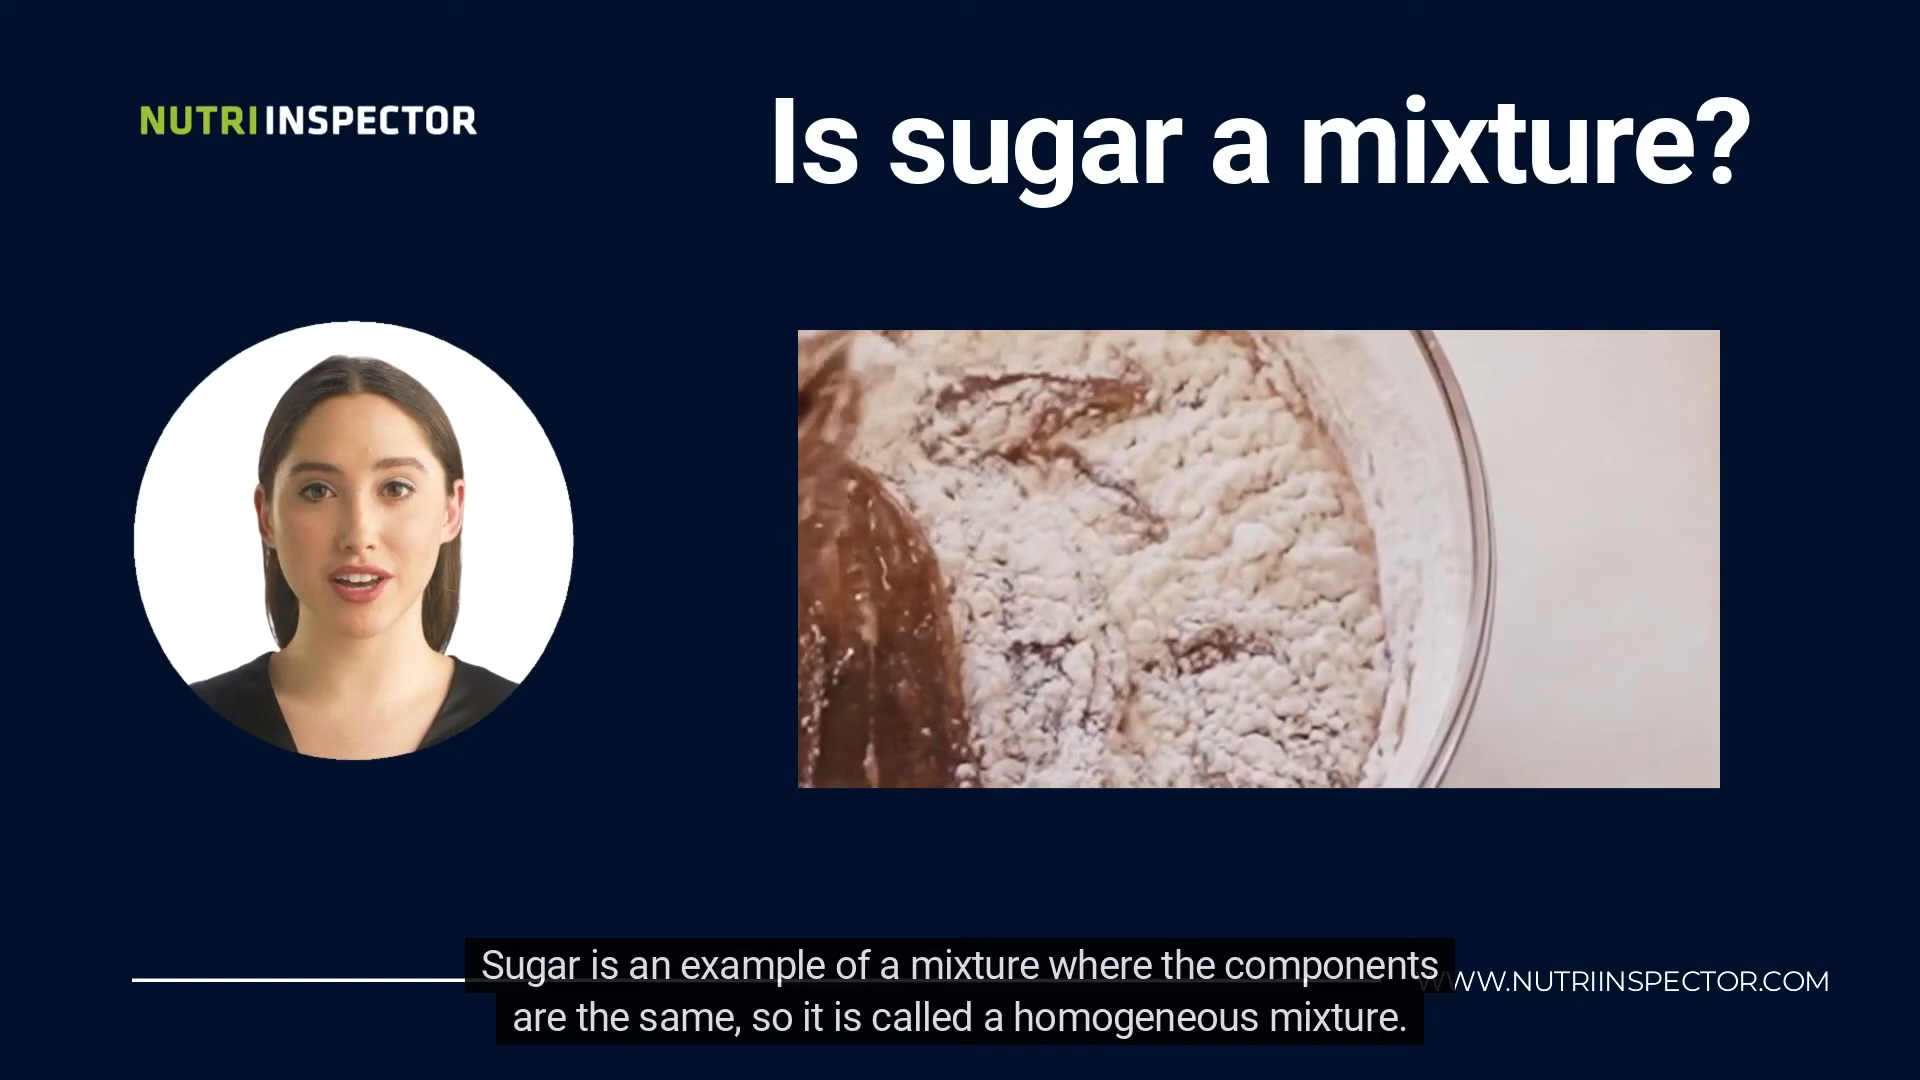 NUTRIINSPECTOR
Is sugar a mixture?
Sugar is an example of a mixture where the components
are the same, so it is called a homogeneous mixture.
WWW.NUTRIINSPECTOR.COM